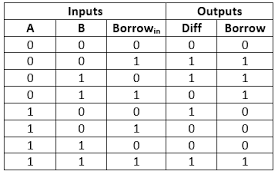 Inputs Outputs
A B Borrowin Diff Borrow
0 0 0 0 0
0 0 1 1 1
0 1 0 1 1
0 1 1 0 1
1 0 0 1 0
1 0 1 0 0
1 1 0 0 0
1 1 1 1 1